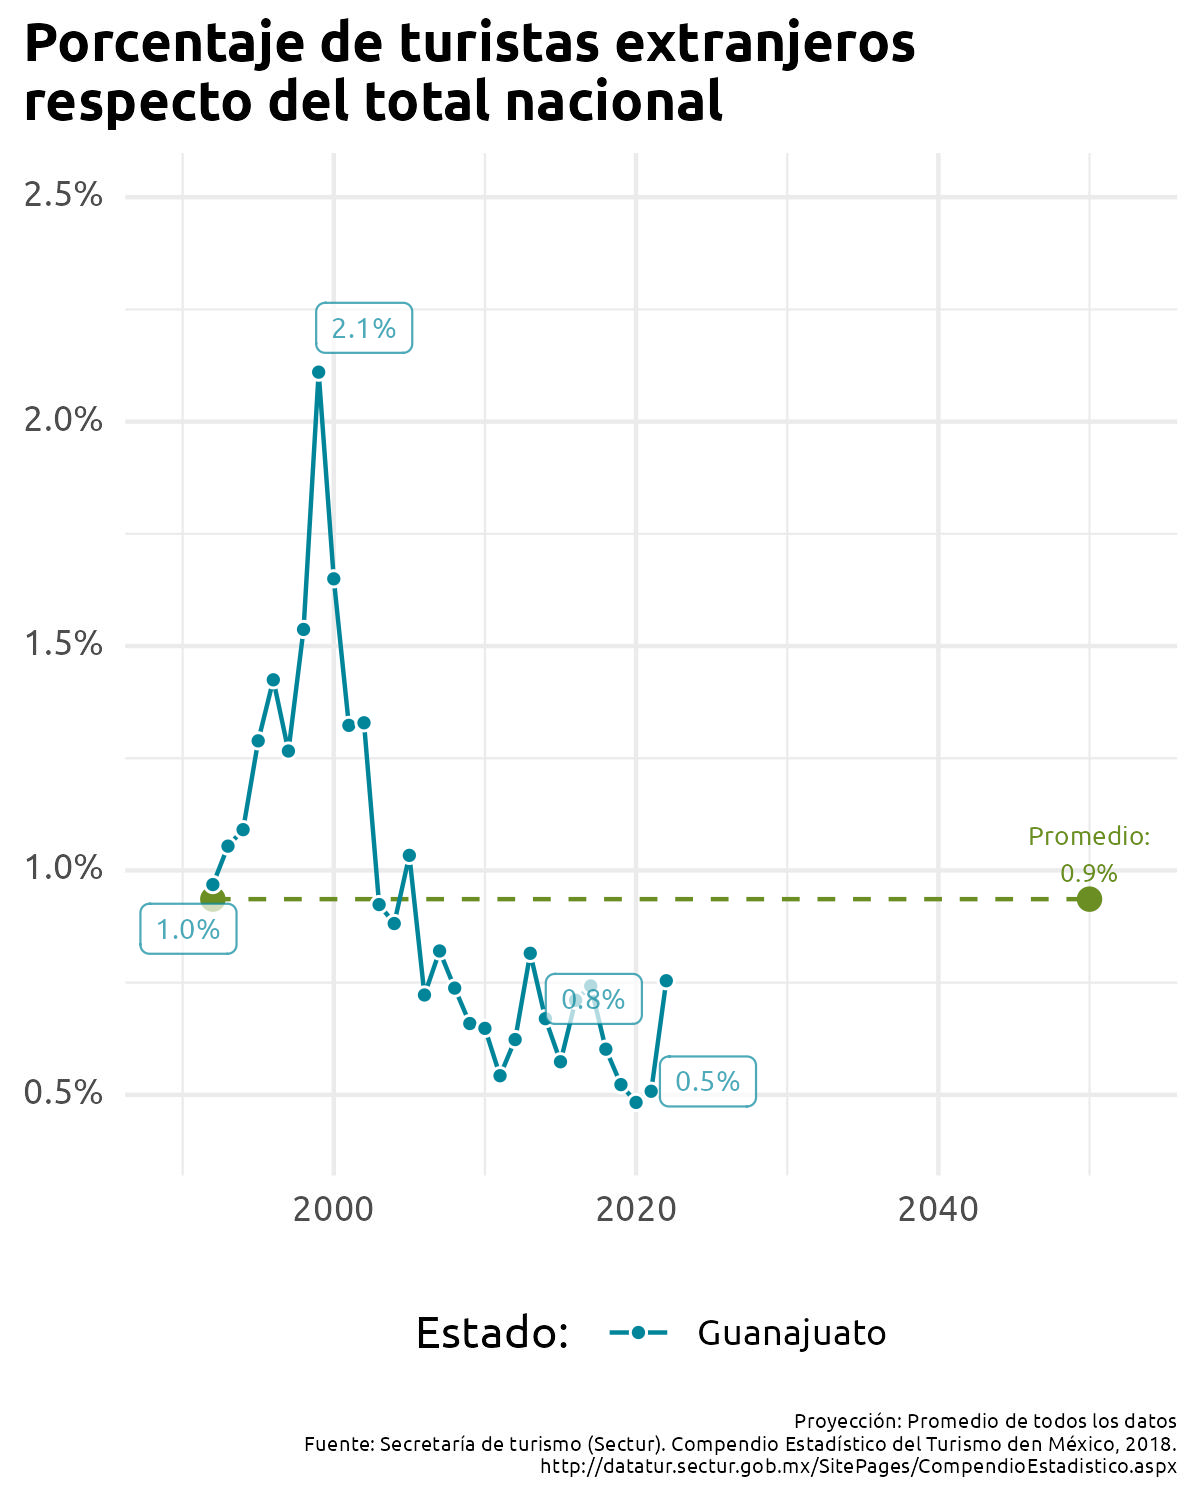 Porcentaje de turistas extranjeros
respecto del total nacional
2.5%
2.1%
2.0%
1.5%
Promedio:
1.0%
0.9%
1.0%
0.8%
0.5%
0.5%
2000
2020
2040
Estado:
Guanajuato
Proyección: Promedio de todos los datos
Fuente: Secretaría de turismo (Sectur). Compendio Estadístico del Turismo den México, 2018.
http://datatur.sectur.gob.mx/SitePages/CompendioEstadistico.aspx